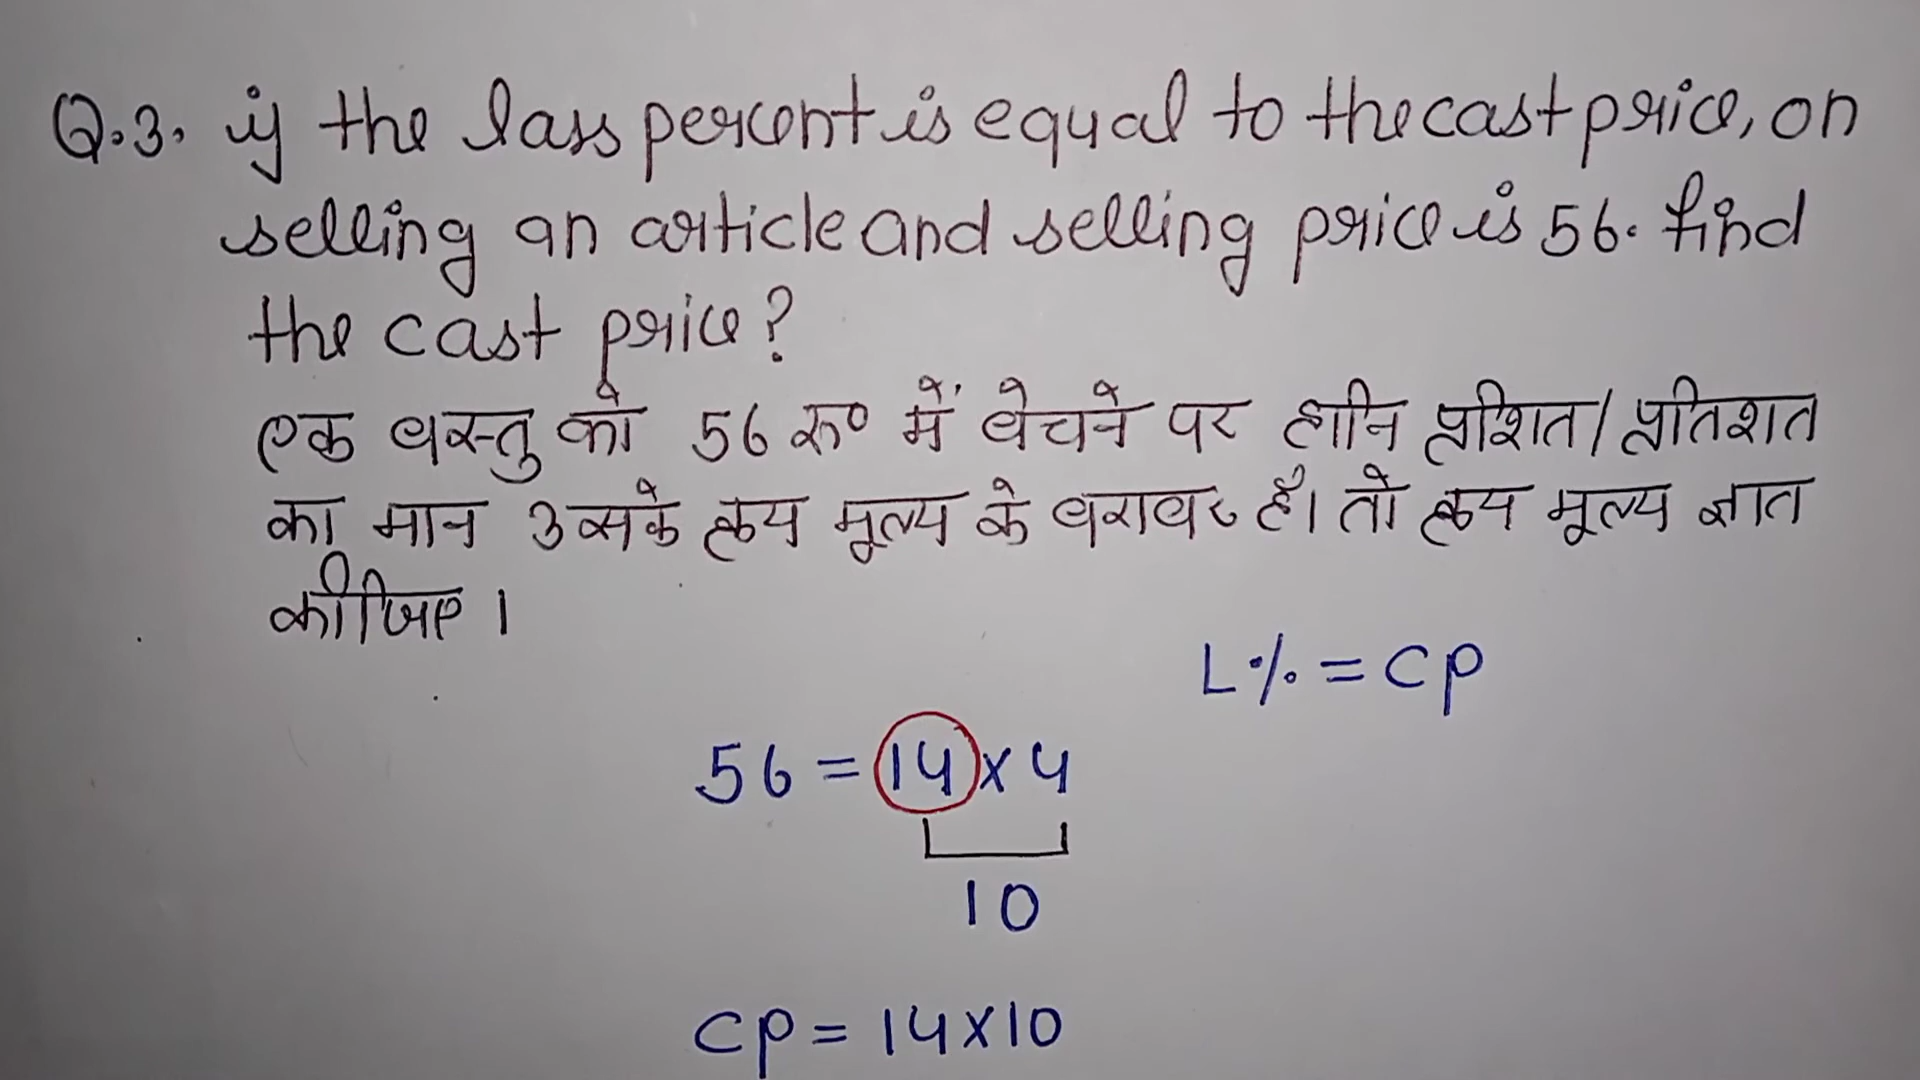 Q.3. if the lass percent is equal to the cast price, on
selling an article and selling price is 56. find
the cast price?
एक वस्तु को 56 रु० में बेचने पर हानि प्रशित/प्रतिशत
का मान उसके क्रय मूल्य के बराबर है। तो क्रय मूल्य ज्ञात
कीजिए।
L% = CP
56 = 14 x 4
10
CP = 14 x 10